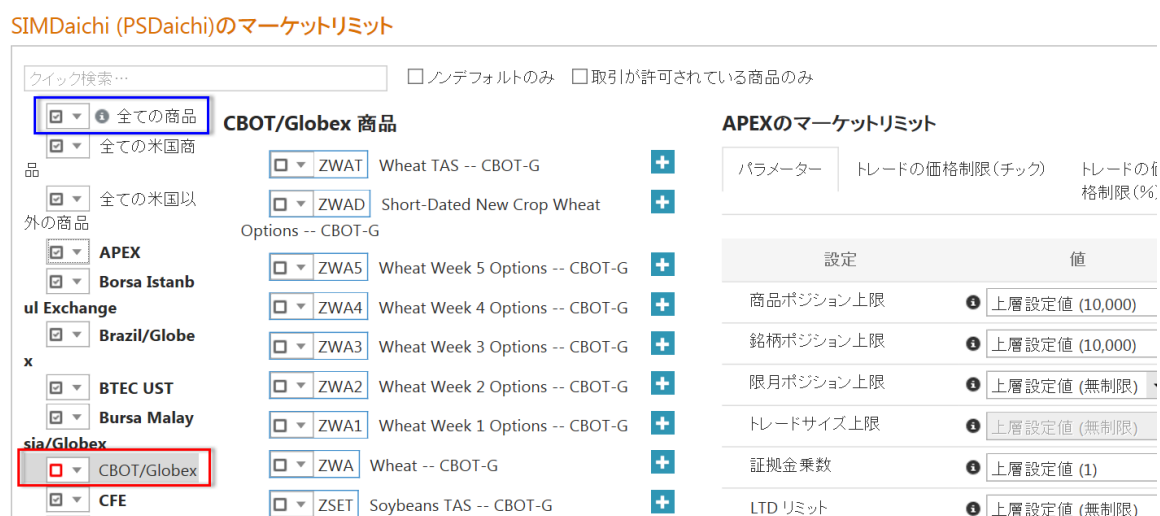 SIMDaichi (PSDaichi)のマーケットリミット
クイック検索…
ノンデフォルトのみ
取引が許可されている商品のみ
全ての商品
全ての米国商
品
全ての米国以
外の商品
APEX
Borsa Istanb
ul Exchange
Brazil/Globe
x
BTEC UST
Bursa Malay
sia/Globex
CBOT/Globex
CFE
CBOT/Globex 商品
ZWAT Wheat TAS -- CBOT-G
ZWAD Short-Dated New Crop Wheat
Options -- CBOT-G
ZWA5 Wheat Week 5 Options -- CBOT-G
ZWA4 Wheat Week 4 Options -- CBOT-G
ZWA3 Wheat Week 3 Options -- CBOT-G
ZWA2 Wheat Week 2 Options -- CBOT-G
ZWA1 Wheat Week 1 Options -- CBOT-G
ZWA Wheat -- CBOT-G
ZSET Soybeans TAS -- CBOT-G
APEXのマーケットリミット
パラメーター
トレードの価格制限(チック)
トレードの価
格制限(%)
設定 値
商品ポジション上限 上層設定値 (10,000)
銘柄ポジション上限 上層設定値 (10,000)
限月ポジション上限 上層設定値 (無制限)
トレードサイズ上限 上層設定値 (無制限)
証拠金乗数 上層設定値 (1)
LTD リミット 上層設定値 (無制限)